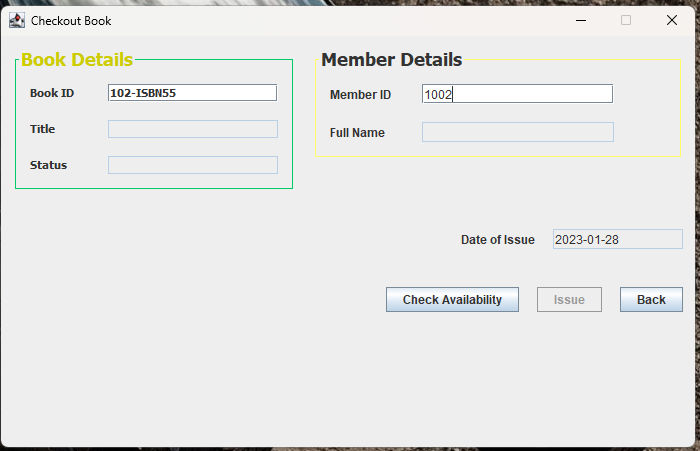 Checkout Book
Book Details
Book ID 102-ISBN55
Title
Status
Member Details
Member ID 1002
Full Name
Date of Issue 2023-01-28
Check Availability Issue Back